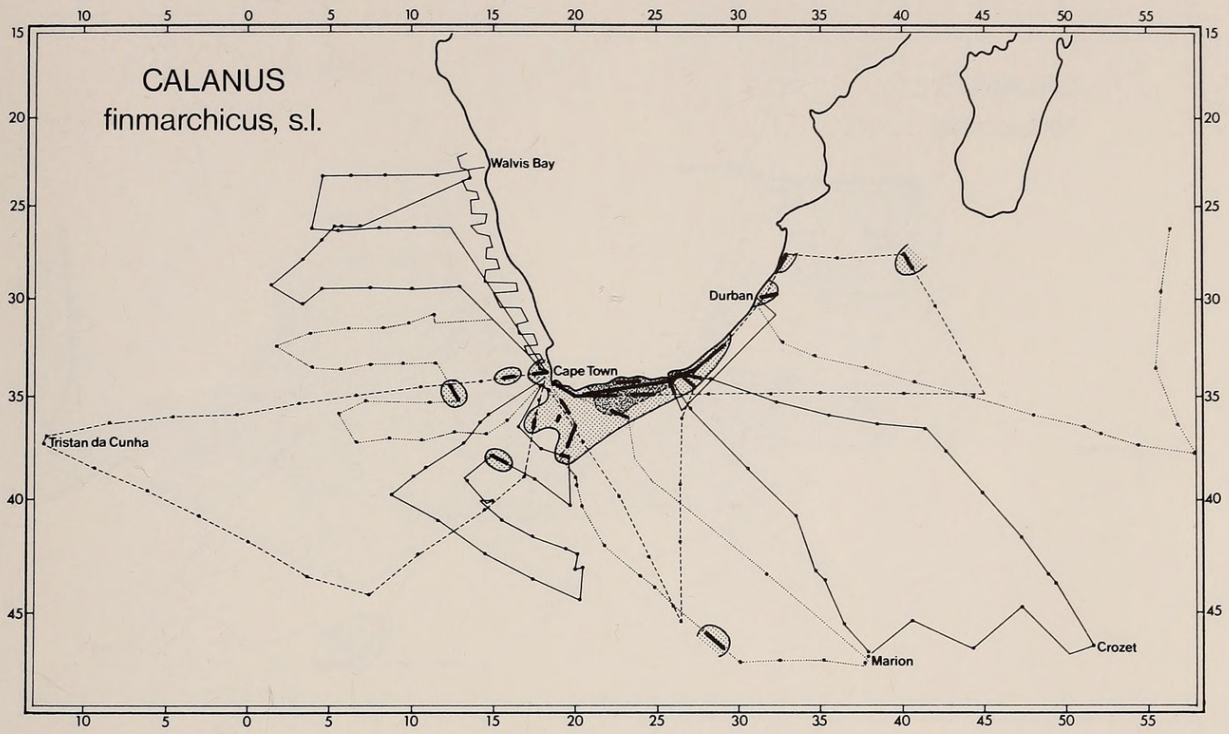 10 5 0 5 10 15 20 25 30 35 40 45 50 55
15 15
CALANUS
finmarchicus, s.l.
20 20
Walvis Bay
25 25
Durban
30 30
Cape Town
35 35
Tristan da Cunha
40 40
45 45
Crozet
Marion
10 5 0 5 10 15 20 25 30 35 40 45 50 55